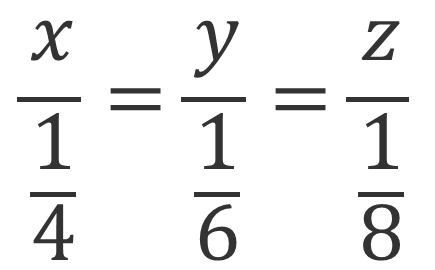 x/(1/4) = y/(1/6) = z/(1/8)